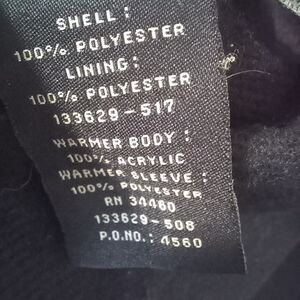 SHELL :
100% POLYESTER
LINING :
100% POLYESTER
133629-517
WARMER BODY :
100% ACRYLIC
WARMER SLEEVE :
100% POLYESTER
RN 34460
133629-508
P.O.NO.: 4560